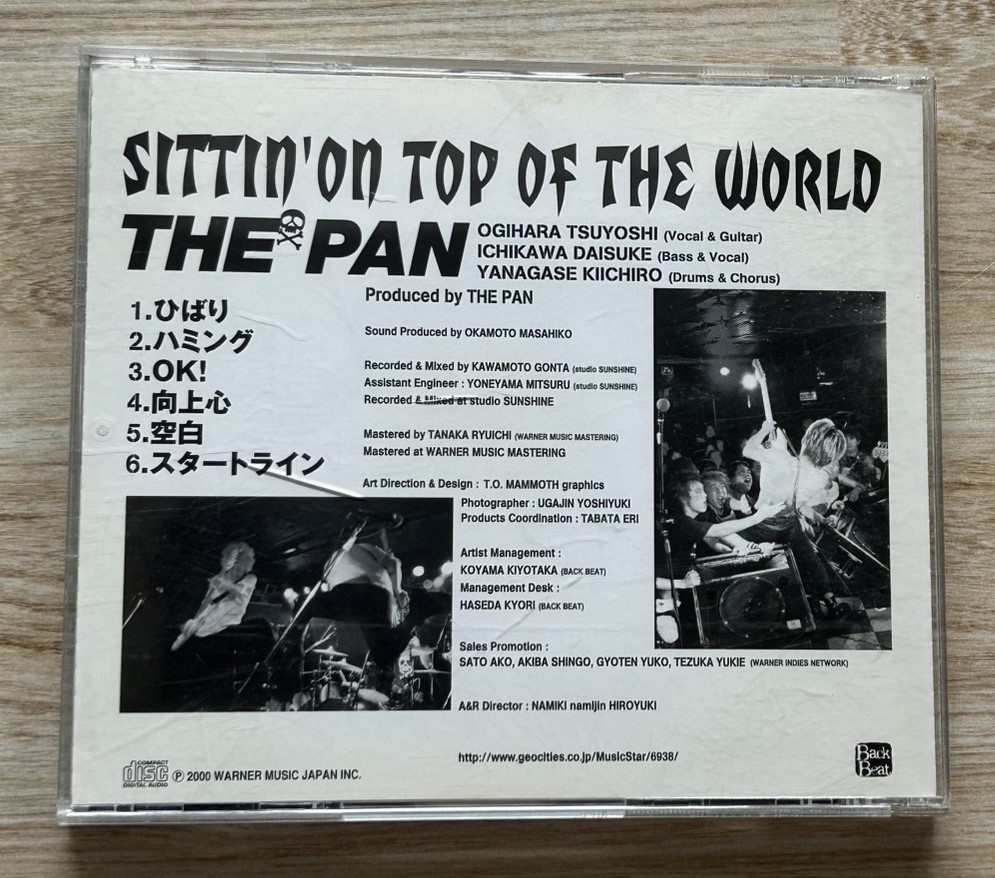 SITTIN'ON TOP OF THE WORLD
THE PAN
OGIHARA TSUYOSHI (Vocal & Guitar)
ICHIKAWA DAISUKE (Bass & Vocal)
YANAGASE KIICHIRO (Drums & Chorus)
1.ひばり
2.ハミング
3.OK!
4.向上心
5.空白
6.スタートライン
Produced by THE PAN
Sound Produced by OKAMOTO MASAHIKO
Recorded & Mixed by KAWAMOTO GONTA (studio SUNSHINE)
Assistant Engineer : YONEYAMA MITSURU (studio SUNSHINE)
Recorded & Mixed at studio SUNSHINE
Mastered by TANAKA RYUICHI (WARNER MUSIC MASTERING)
Mastered at WARNER MUSIC MASTERING
Art Direction & Design : T.O. MAMMOTH graphics
Photographer : UGAJIN YOSHIYUKI
Products Coordination : TABATA ERI
Artist Management :
KOYAMA KIYOTAKA (BACK BEAT)
Management Desk :
HASEDA KYORI (BACK BEAT)
Sales Promotion :
SATO AKO, AKIBA SHINGO, GYOTEN YUKO, TEZUKA YUKIE (WARNER INDIES NETWORK)
A&R Director : NAMIKI namijin HIROYUKI
http://www.geocities.co.jp/MusicStar/6938/
Back
Beat
COMPACT
disc
DIGITAL AUDIO
Ⓟ 2000 WARNER MUSIC JAPAN INC.